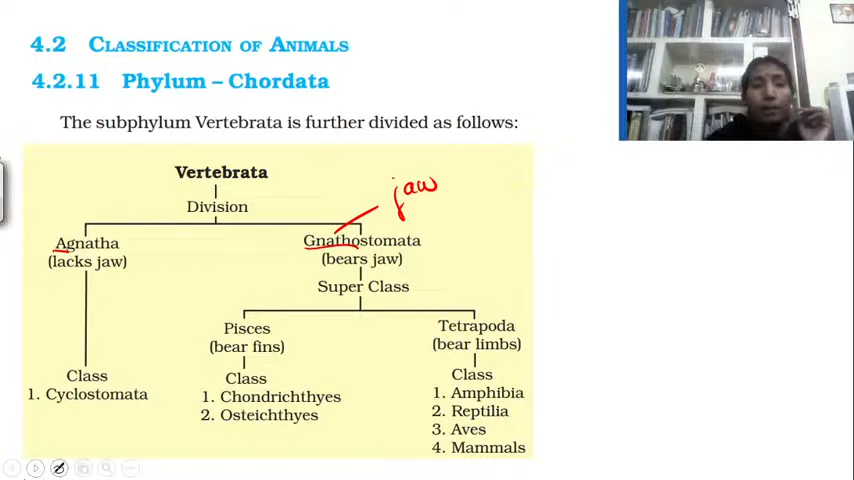 4.2 Classification of Animals
4.2.11 Phylum – Chordata
The subphylum Vertebrata is further divided as follows:
Vertebrata
Division
jaw
Agnatha
(lacks jaw)
Gnathostomata
(bears jaw)
Super Class
Pisces
(bear fins)
Tetrapoda
(bear limbs)
Class
1. Cyclostomata
Class
1. Chondrichthyes
2. Osteichthyes
Class
1. Amphibia
2. Reptilia
3. Aves
4. Mammals